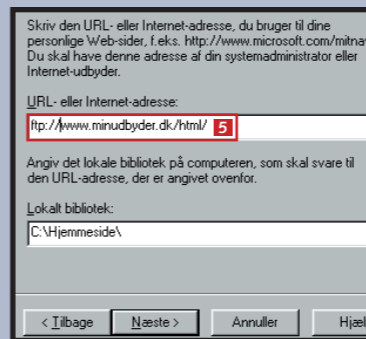 Skriv den URL- eller Internet-adresse, du bruger til dine
personlige Web-sider, f.eks. http://www.microsoft.com/mitnav
Du skal have denne adresse af din systemadministrator eller
Internet-udbyder.
URL- eller Internet-adresse:
ftp://www.minudbyder.dk/html/ 5
Angiv det lokale bibliotek på computeren, som skal svare til
den URL-adresse, der er angivet ovenfor.
Lokalt bibliotek:
C:\Hjemmeside\
< Tilbage Næste > Annuller Hjæl